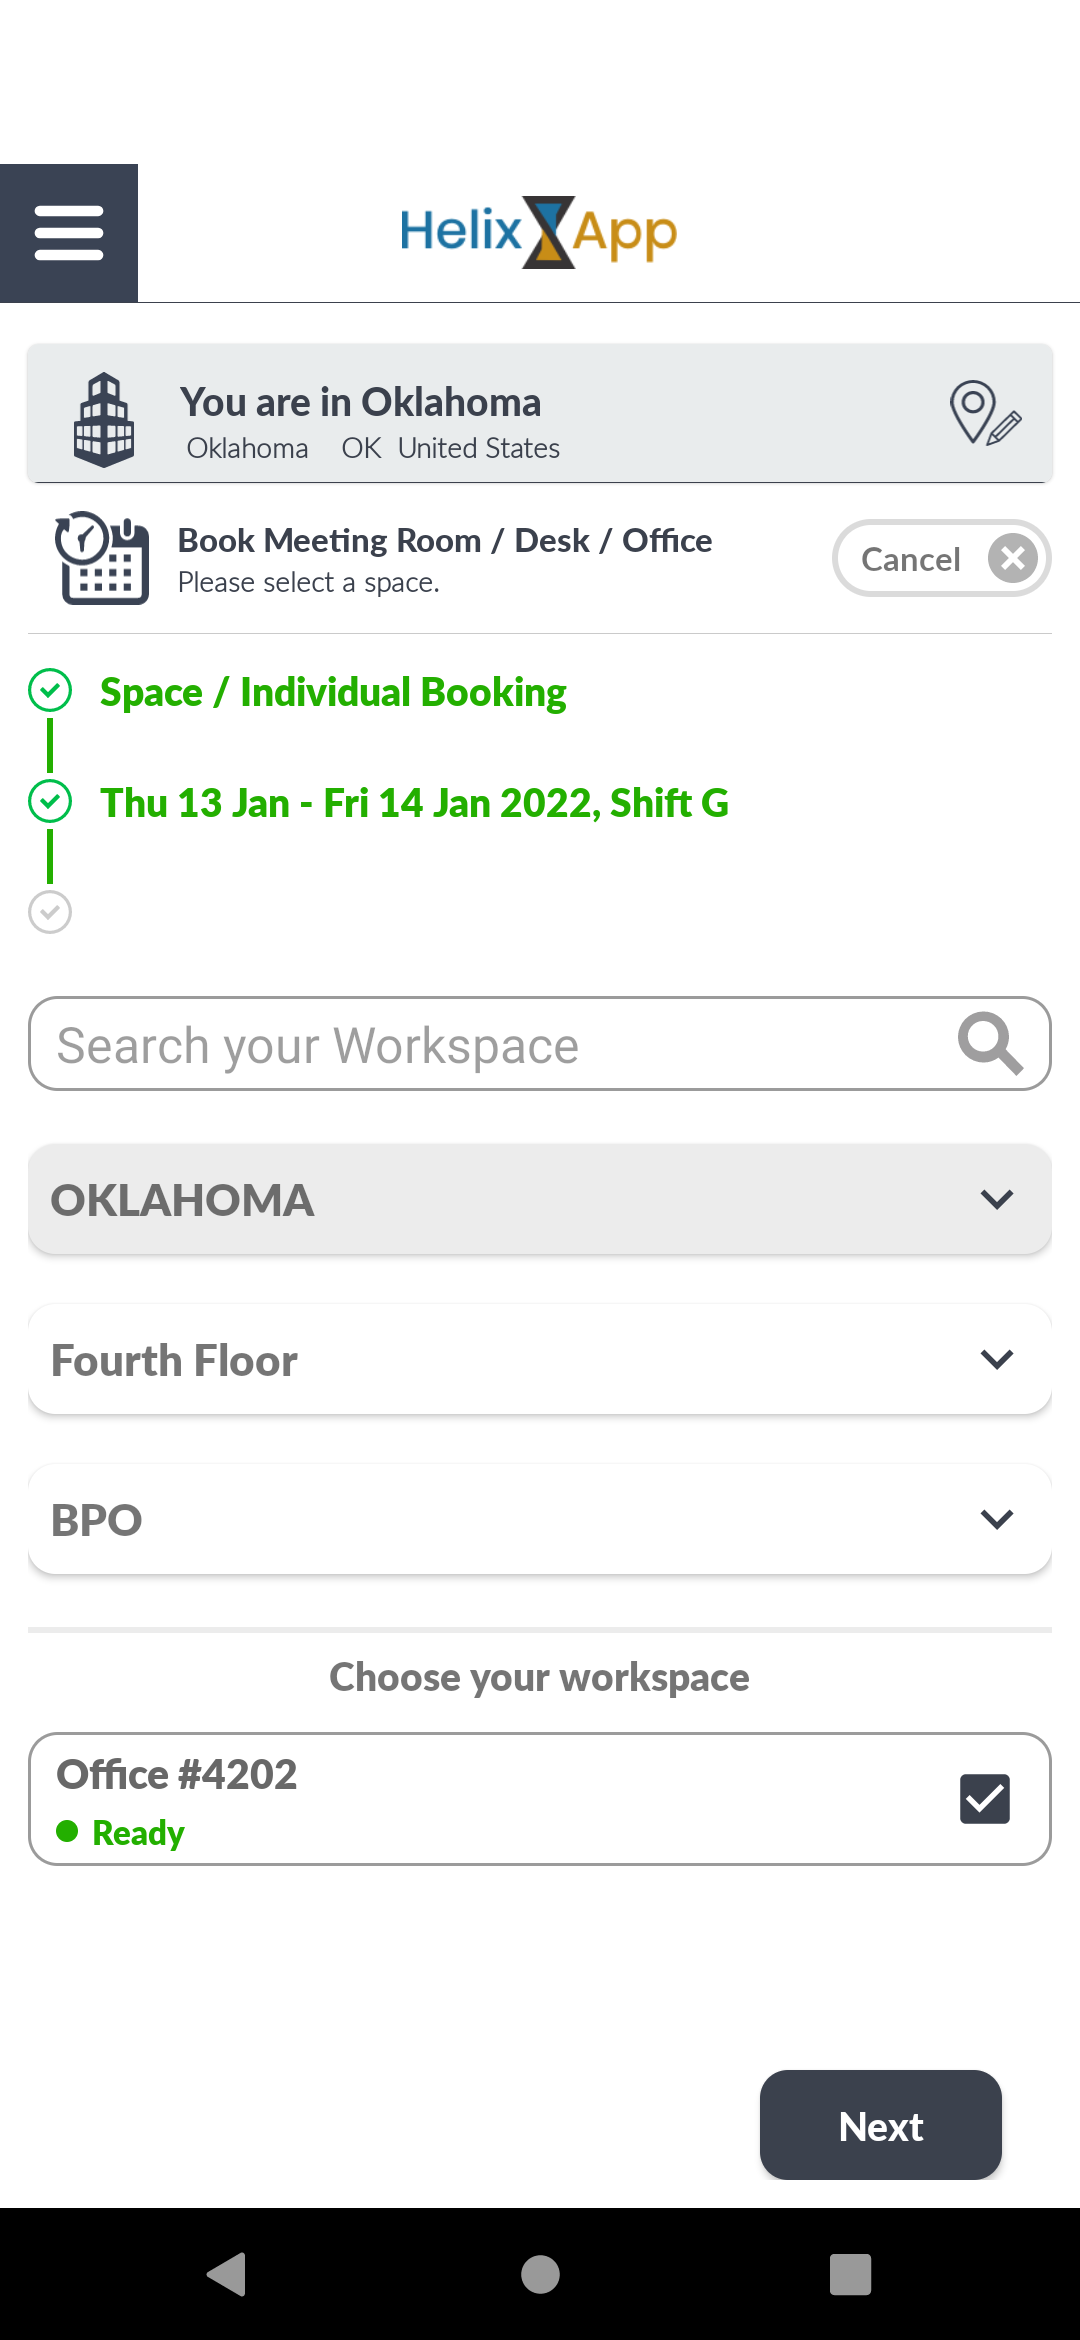 Helix App
You are in Oklahoma
Oklahoma OK United States
Book Meeting Room / Desk / Office
Please select a space.
Cancel
Space / Individual Booking
Thu 13 Jan - Fri 14 Jan 2022, Shift G
Search your Workspace
OKLAHOMA
Fourth Floor
BPO
Choose your workspace
Office #4202
Ready
Next